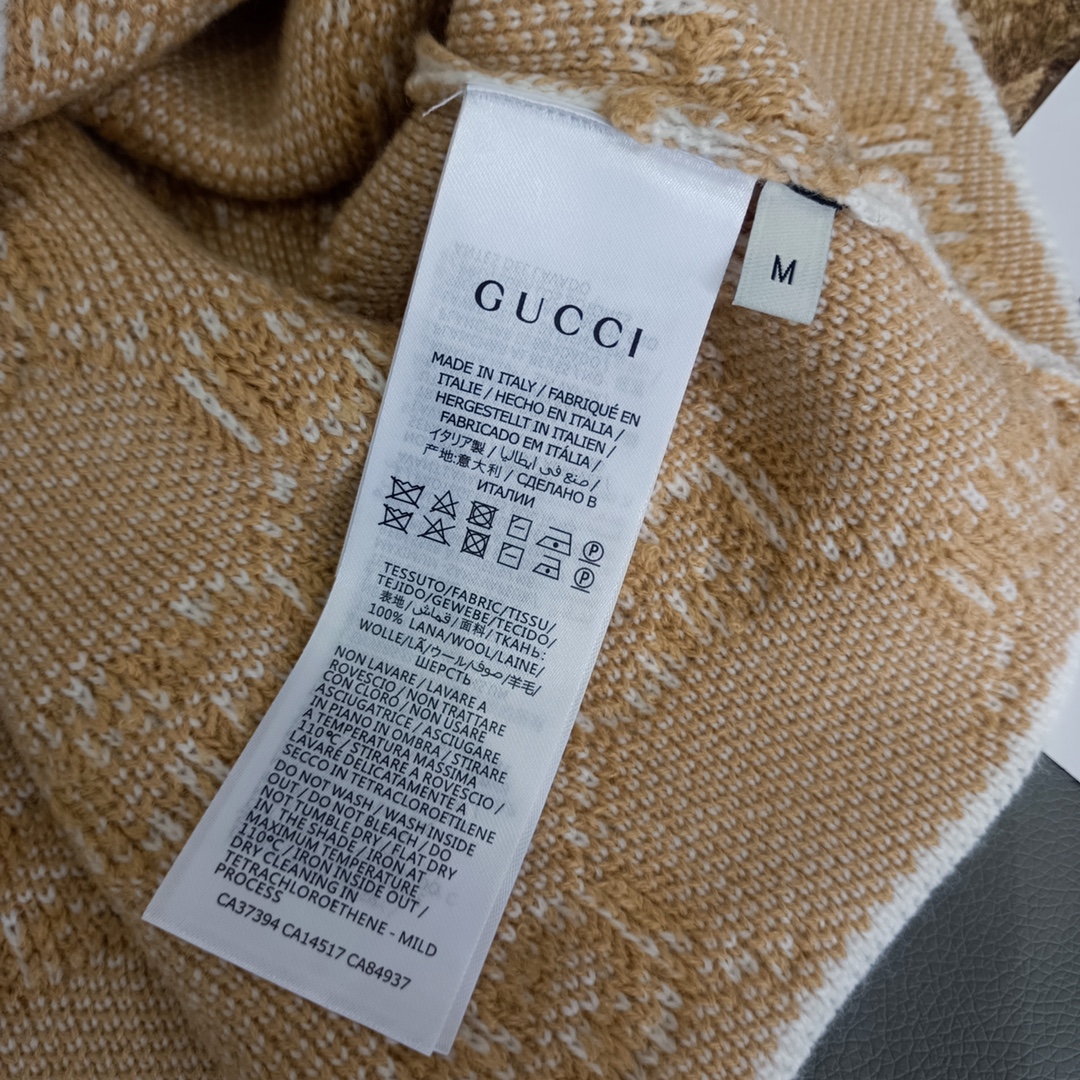 GUCCI
M
MADE IN ITALY / FABRIQUÉ EN
ITALIE / HECHO EN ITALIA /
HERGESTELLT IN ITALIEN /
FABRICADO EM ITÁLIA /
イタリア製 / صنع في ايطاليا /
产地:意大利 / СДЕЛАНО В
ИТАЛИИ
P
P
TESSUTO/FABRIC/TISSU/
TEJIDO/GEWEBE/TECIDO/
表地/قماش/面料/ТКАНЬ:
100% LANA/WOOL/LAINE/
WOLLE/LÃ/ウール/صوف/羊毛/
ШЕРСТЬ
NON LAVARE / LAVARE A
ROVESCIO / NON TRATTARE
CON CLORO / NON USARE
ASCIUGATRICE / ASCIUGARE
IN PIANO IN OMBRA / STIRARE
A TEMPERATURA MASSIMA
110°C / STIRARE A ROVESCIO /
LAVARE DELICATAMENTE A
SECCO IN TETRACLOROETILENE
DO NOT WASH / WASH INSIDE
OUT / DO NOT BLEACH / DO
NOT TUMBLE DRY / FLAT DRY
IN THE SHADE / IRON AT
MAXIMUM TEMPERATURE
110°C / IRON INSIDE OUT /
DRY CLEANING IN
TETRACHLOROETHENE - MILD
PROCESS
CA37394 CA14517 CA84937